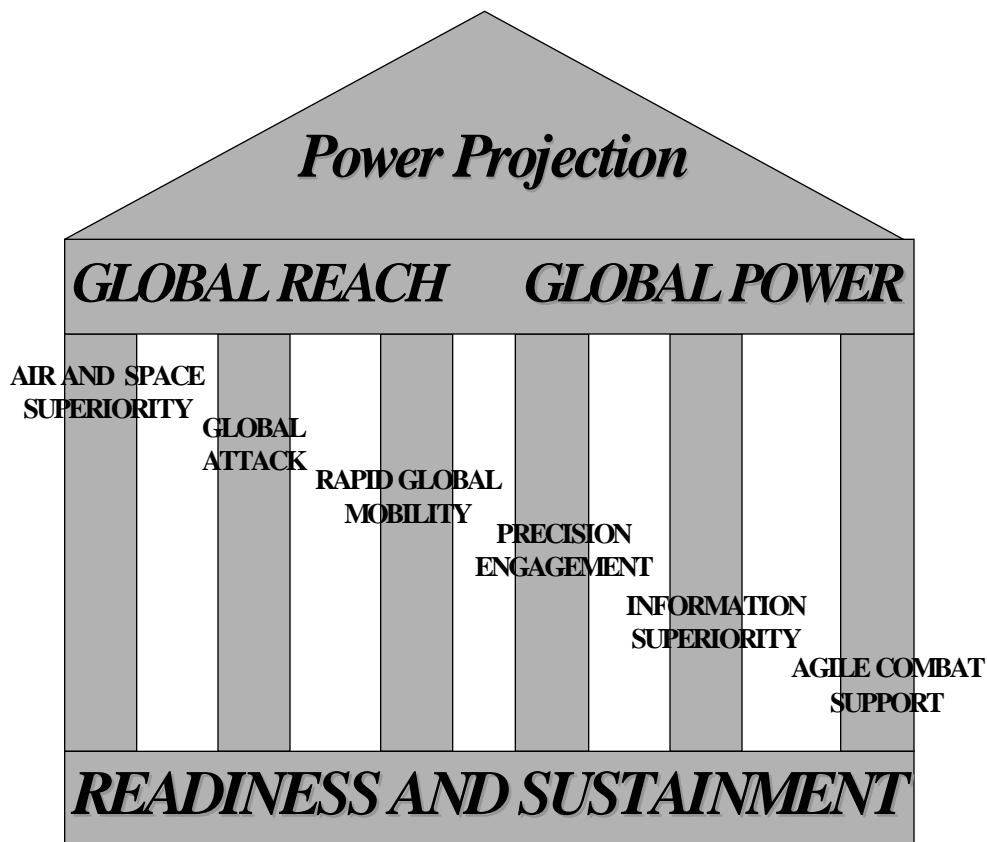 Power Projection
GLOBAL REACH GLOBAL POWER
AIR AND SPACE
SUPERIORITY
GLOBAL
ATTACK
RAPID GLOBAL
MOBILITY
PRECISION
ENGAGEMENT
INFORMATION
SUPERIORITY
AGILE COMBAT
SUPPORT
READINESS AND SUSTAINMENT